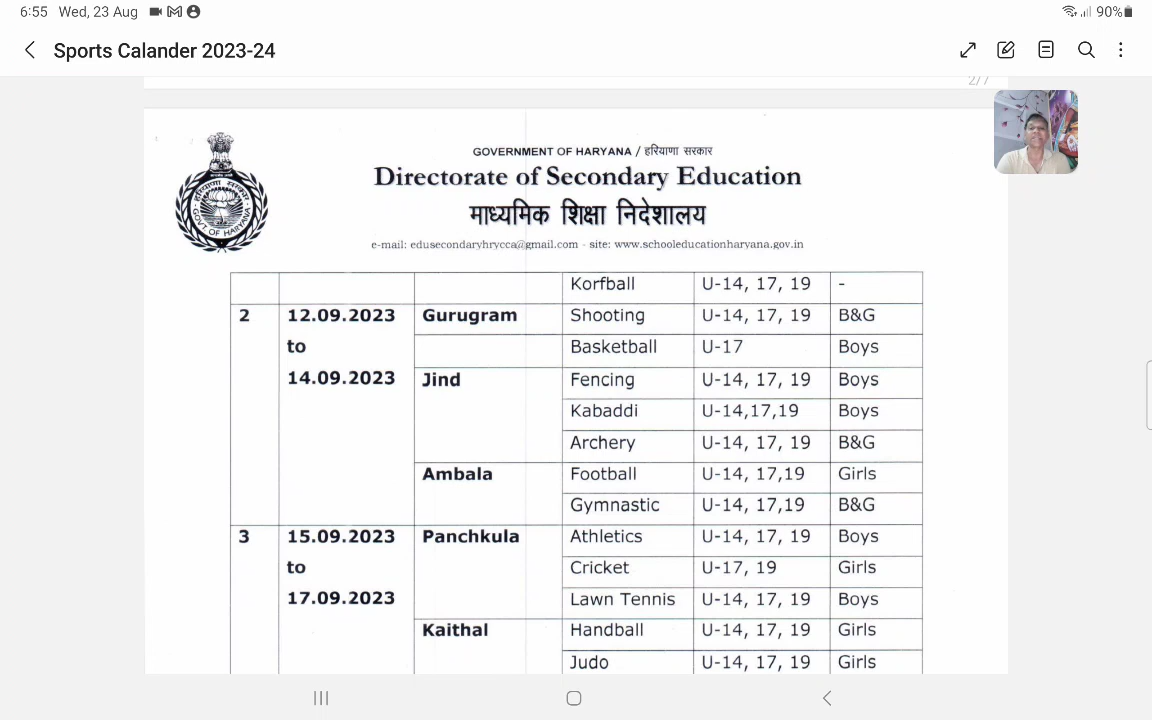 6:55 Wed, 23 Aug 90%
Sports Calander 2023-24
2/7
GOVERNMENT OF HARYANA / हरियाणा सरकार
Directorate of Secondary Education
माध्यमिक शिक्षा निदेशालय
e-mail: edusecondaryhrycca@gmail.com - site: www.schooleducationharyana.gov.in
हरियाणा सरकार
GOVT. OF HARYANA
Korfball U-14, 17, 19 -
2 12.09.2023 Gurugram Shooting U-14, 17, 19 B&G
to Basketball U-17 Boys
14.09.2023 Jind Fencing U-14, 17, 19 Boys
Kabaddi U-14,17,19 Boys
Archery U-14, 17, 19 B&G
Ambala Football U-14, 17,19 Girls
Gymnastic U-14, 17,19 B&G
3 15.09.2023 Panchkula Athletics U-14, 17, 19 Boys
to Cricket U-17, 19 Girls
17.09.2023 Lawn Tennis U-14, 17, 19 Boys
Kaithal Handball U-14, 17, 19 Girls
Judo U-14, 17, 19 Girls